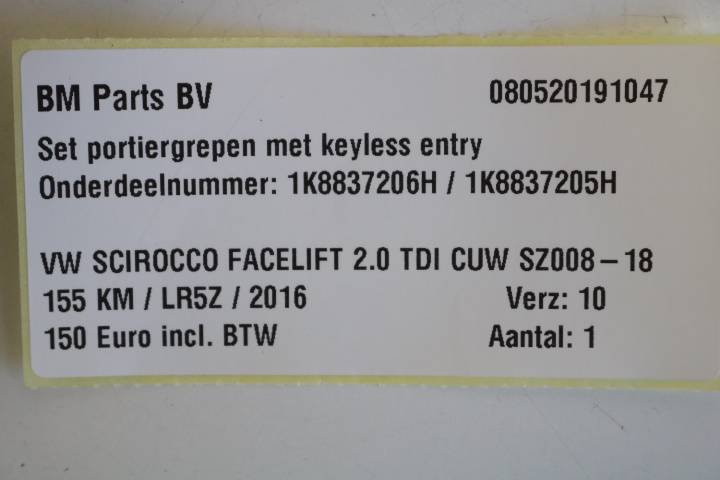 BM Parts BV 080520191047
Set portiergrepen met keyless entry
Onderdeelnummer: 1K8837206H / 1K8837205H
VW SCIROCCO FACELIFT 2.0 TDI CUW SZ008-18
155 KM / LR5Z / 2016 Verz: 10
150 Euro incl. BTW Aantal: 1